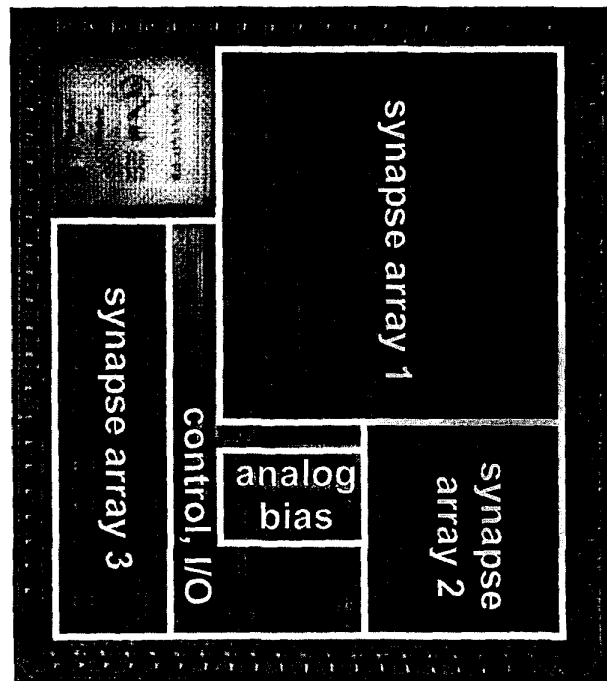 synapse array 1
synapse array 3
control, I/O
analog
bias
synapse
array 2